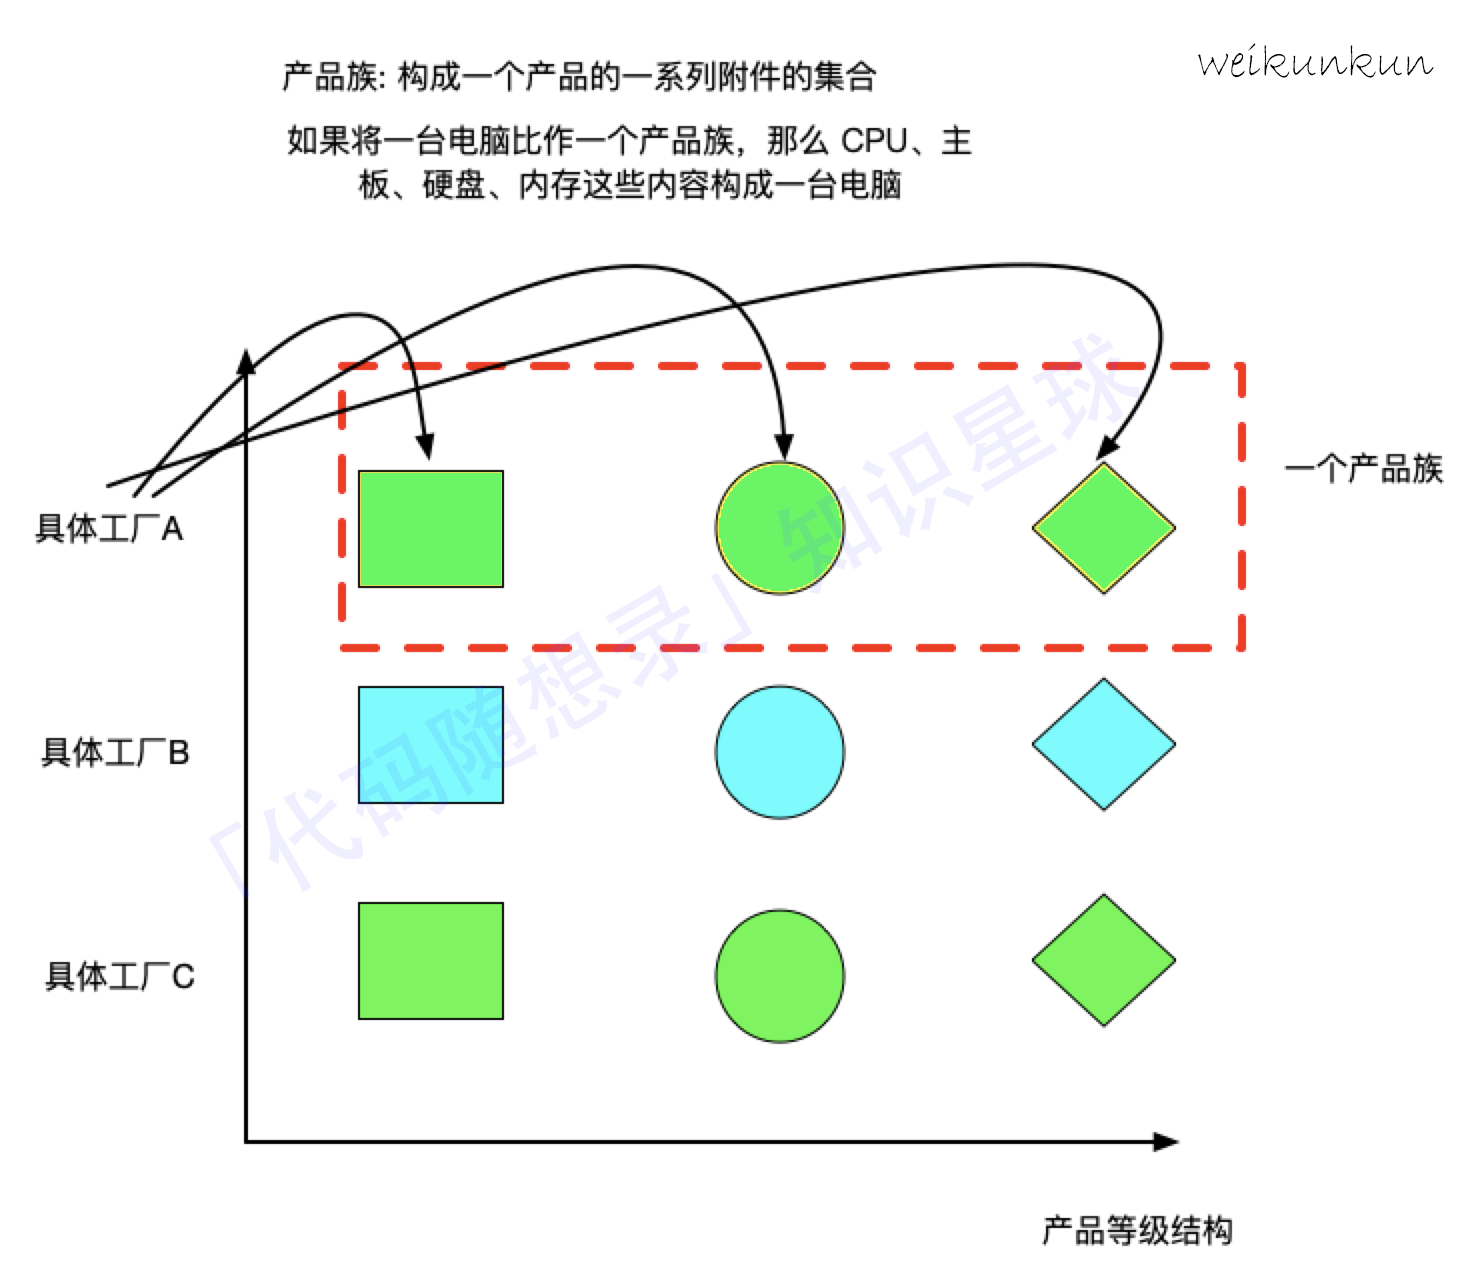 weikunkun
产品族: 构成一个产品的一系列附件的集合
如果将一台电脑比作一个产品族，那么 CPU、主
板、硬盘、内存这些内容构成一台电脑
一个产品族
具体工厂A
具体工厂B
具体工厂C
产品等级结构
「代码随想录」知识星球